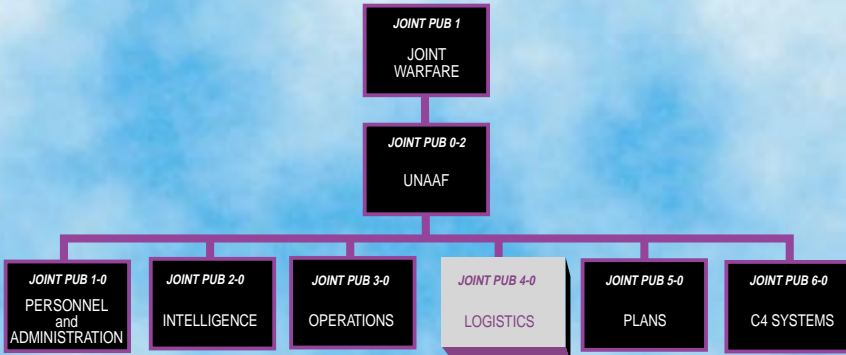 JOINT PUB 1
JOINT
WARFARE
JOINT PUB 0-2
UNAAF
JOINT PUB 1-0
PERSONNEL
and
ADMINISTRATION
JOINT PUB 2-0
INTELLIGENCE
JOINT PUB 3-0
OPERATIONS
JOINT PUB 4-0
LOGISTICS
JOINT PUB 5-0
PLANS
JOINT PUB 6-0
C4 SYSTEMS